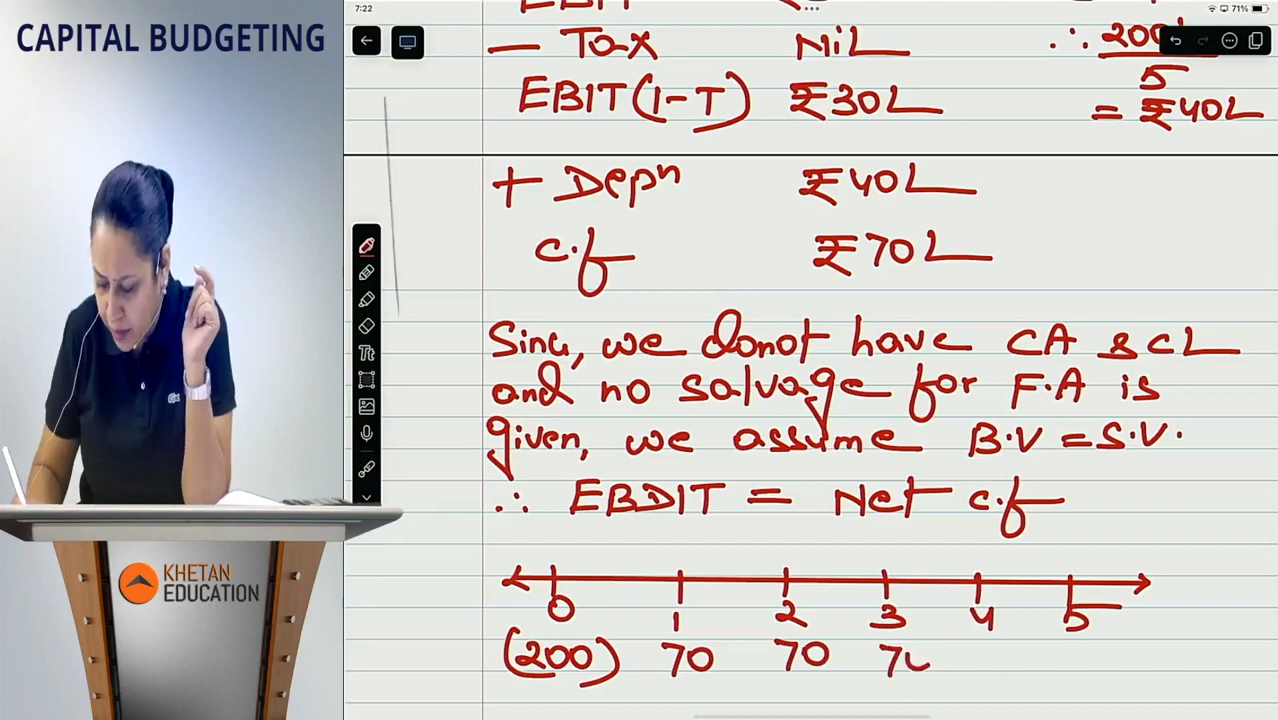 7:22
71%
CAPITAL BUDGETING
- Tax Nil ∴ 200
5
EBIT(1-T) ₹30L = ₹40L
+ Depⁿ ₹40L
c.f ₹70L
Since, we donot have CA & CL
and no salvage for F.A is
given, we assume B.V = S.V.
∴ EBDIT = Net c.f
0 1 2 3 4 5
(200) 70 70 70
Tt
KHETAN
EDUCATION